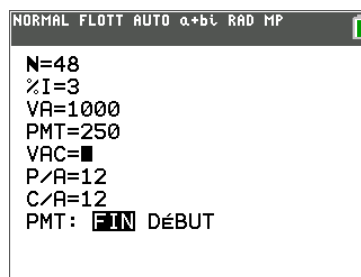 NORMAL FLOTT AUTO a+bi RAD MP
N=48
%I=3
VA=1000
PMT=250
VAC=
P/A=12
C/A=12
PMT: FIN DÉBUT